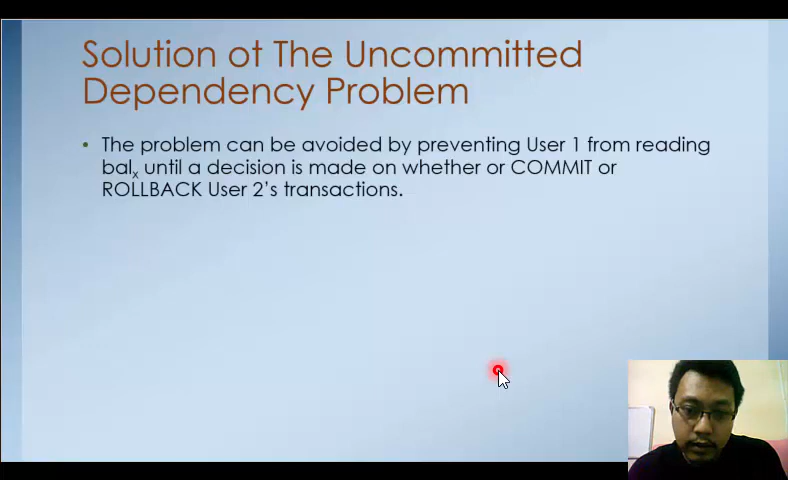 Solution of The Uncommitted
Dependency Problem
• The problem can be avoided by preventing User 1 from reading
balx until a decision is made on whether or COMMIT or
ROLLBACK User 2's transactions.